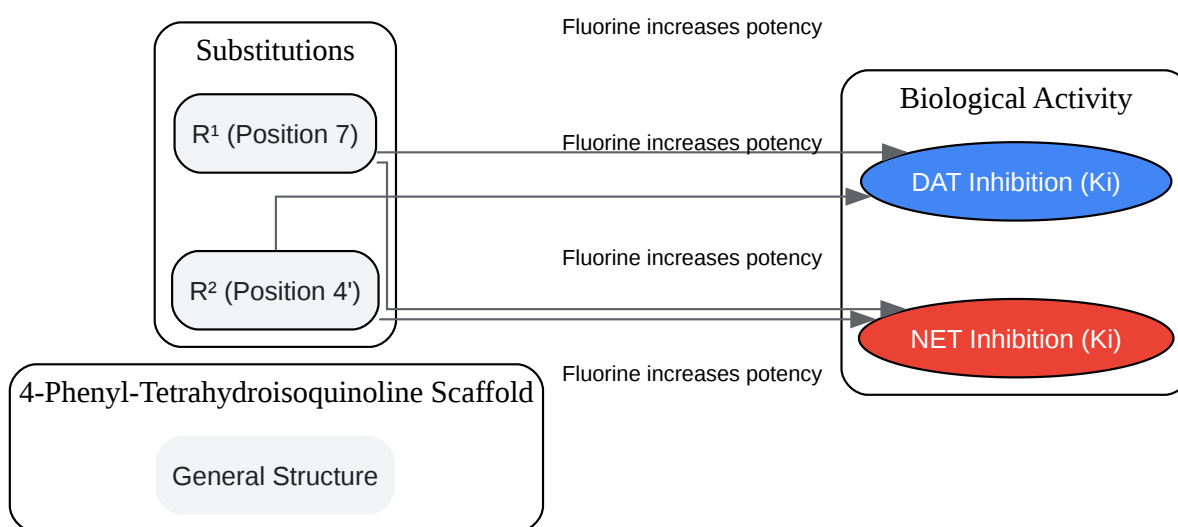 Fluorine increases potency
Substitutions
Biological Activity
R¹ (Position 7)
Fluorine increases potency
DAT Inhibition (Ki)
Fluorine increases potency
R² (Position 4')
NET Inhibition (Ki)
Fluorine increases potency
4-Phenyl-Tetrahydroisoquinoline Scaffold
General Structure